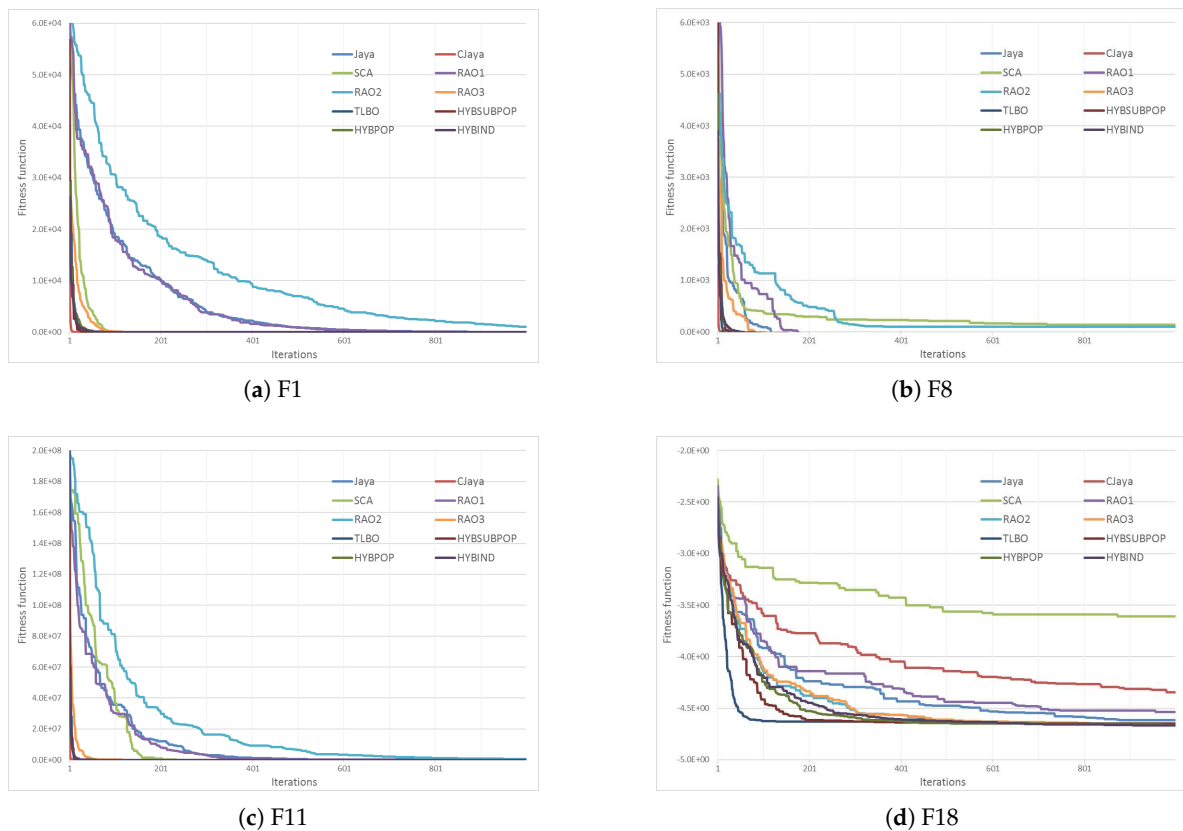 6.0E+04
5.0E+04
4.0E+04
3.0E+04
2.0E+04
1.0E+04
0.0E+00
Fitness function
Jaya CJaya
SCA RAO1
RAO2 RAO3
TLBO HYBSUBPOP
HYBPOP HYBIND
1 201 401 601 801
Iterations
(a) F1
6.0E+03
5.0E+03
4.0E+03
3.0E+03
2.0E+03
1.0E+03
0.0E+00
Fitness function
Jaya CJaya
SCA RAO1
RAO2 RAO3
TLBO HYBSUBPOP
HYBPOP HYBIND
1 201 401 601 801
Iterations
(b) F8
2.0E+08
1.8E+08
1.6E+08
1.4E+08
1.2E+08
1.0E+08
8.0E+07
6.0E+07
4.0E+07
2.0E+07
0.0E+00
Fitness function
Jaya CJaya
SCA RAO1
RAO2 RAO3
TLBO HYBSUBPOP
HYBPOP HYBIND
1 201 401 601 801
Iterations
(c) F11
-2.0E+00
-2.5E+00
-3.0E+00
-3.5E+00
-4.0E+00
-4.5E+00
-5.0E+00
Fitness function
Jaya CJaya
SCA RAO1
RAO2 RAO3
TLBO HYBSUBPOP
HYBPOP HYBIND
1 201 401 601 801
Iterations
(d) F18